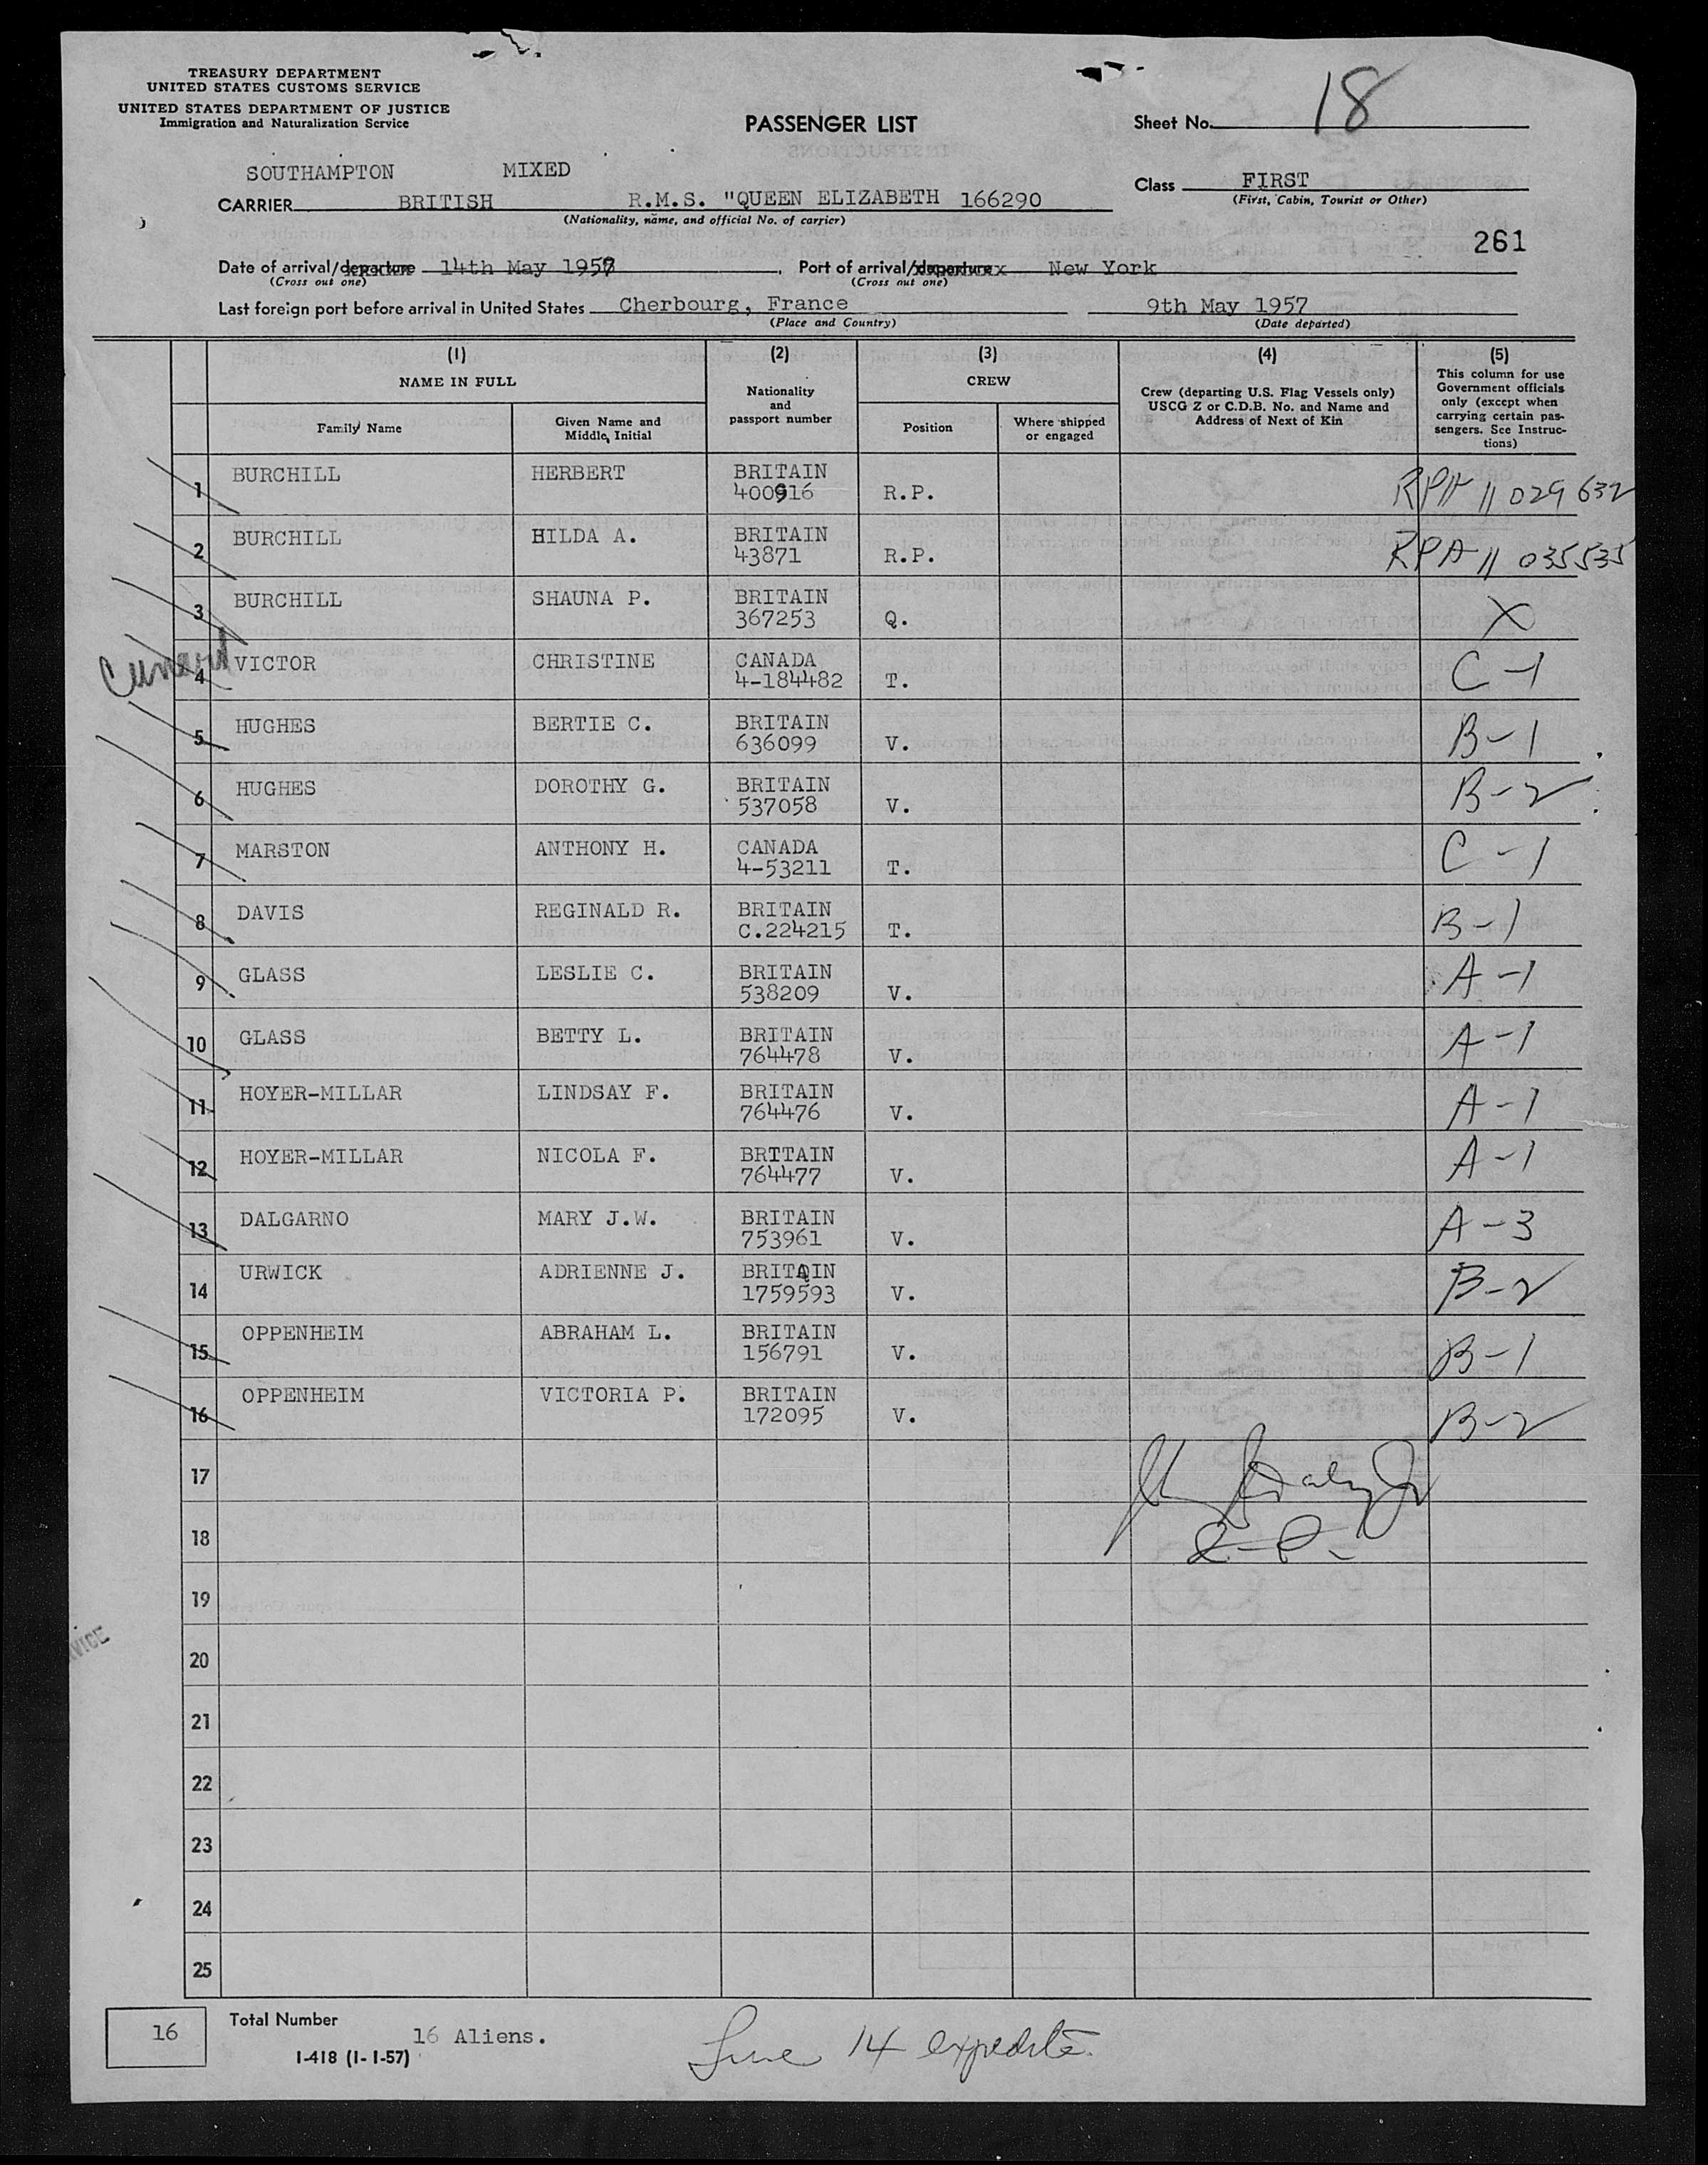 TREASURY DEPARTMENT
UNITED STATES CUSTOMS SERVICE
UNITED STATES DEPARTMENT OF JUSTICE
Immigration and Naturalization Service
PASSENGER LIST
Sheet No. 18
SOUTHAMPTON MIXED
CARRIER BRITISH R.M.S. "QUEEN ELIZABETH 166290
(Nationality, name, and official No. of carrier)
Class FIRST
(First, Cabin, Tourist or Other)
261
Date of arrival/departure 14th May 1957
(Cross out one)
Port of arrival/departure New York
(Cross out one)
Last foreign port before arrival in United States Cherbourg, France 9th May 1957
(Place and Country) (Date departed)
(1) (2) (3) (4) (5)
NAME IN FULL
Family Name
Given Name and Middle Initial
Nationality and passport number
CREW
Position
Where shipped or engaged
Crew (departing U.S. Flag Vessels only) USCG Z or C.D.B. No. and Name and Address of Next of Kin
This column for use Government officials only (except when carrying certain passengers. See Instructions)
1 BURCHILL HERBERT BRITAIN 400916 R.P. RPA 11 029 632
2 BURCHILL HILDA A. BRITAIN 43871 R.P. RPA 11 035535
3 BURCHILL SHAUNA P. BRITAIN 367253 Q. X
Cunard
4 VICTOR CHRISTINE CANADA 4-184482 T. C-1
5 HUGHES BERTIE C. BRITAIN 636099 V. B-1
6 HUGHES DOROTHY G. BRITAIN 537058 V. B-2
7 MARSTON ANTHONY H. CANADA 4-53211 T. C-1
8 DAVIS REGINALD R. BRITAIN C.224215 T. B-1
9 GLASS LESLIE C. BRITAIN 538209 V. A-1
10 GLASS BETTY L. BRITAIN 764478 V. A-1
11 HOYER-MILLAR LINDSAY F. BRITAIN 764476 V. A-1
12 HOYER-MILLAR NICOLA F. BRTTAIN 764477 V. A-1
13 DALGARNO MARY J.W. BRITAIN 753961 V. A-3
14 URWICK ADRIENNE J. BRITAIN 1759593 V. B-2
15 OPPENHEIM ABRAHAM L. BRITAIN 156791 V. B-1
16 OPPENHEIM VICTORIA P. BRITAIN 172095 V. B-2
17
18
19
VICE
20
21
22
23
24
25
16
Total Number
16 Aliens.
I-418 (1-1-57)
14 expedite